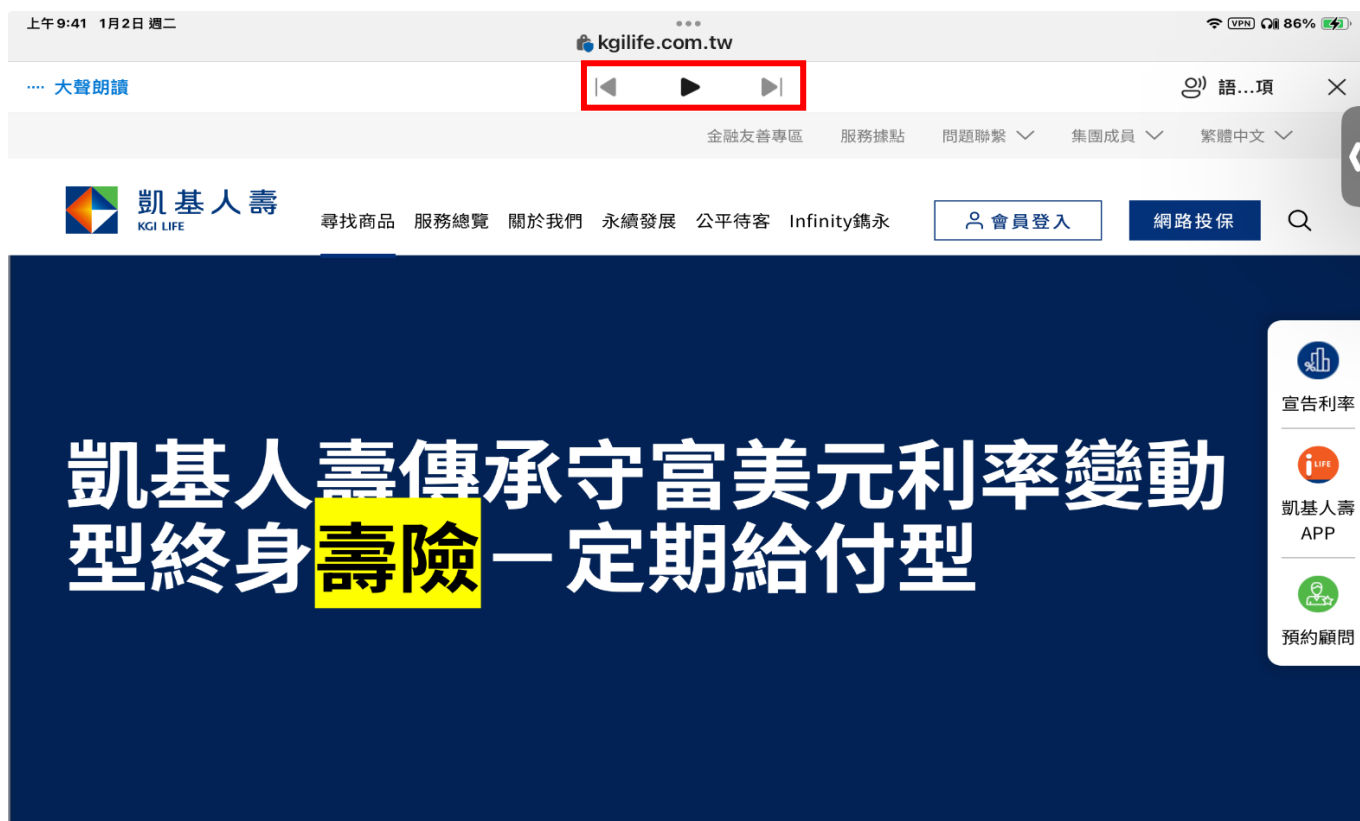 上午9:41 1月2日 週二
kgilife.com.tw
VPN 86%
大聲朗讀
語…項
金融友善專區 服務據點 問題聯繫 集團成員 繁體中文
凱基人壽
KGI LIFE
尋找商品 服務總覽 關於我們 永續發展 公平待客 Infinity鐫永 會員登入 網路投保
凱基人壽傳承守富美元利率變動
型終身壽險－定期給付型
%
宣告利率
i LIFE
凱基人壽
APP
預約顧問